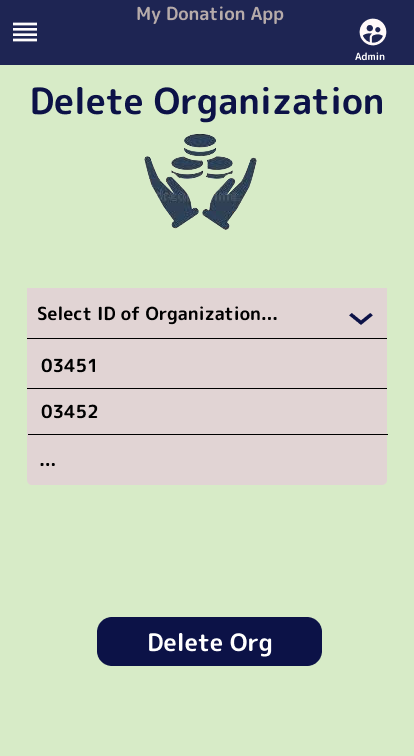 My Donation App
Admin
Delete Organization
Select ID of Organization...
03451
03452
...
Delete Org